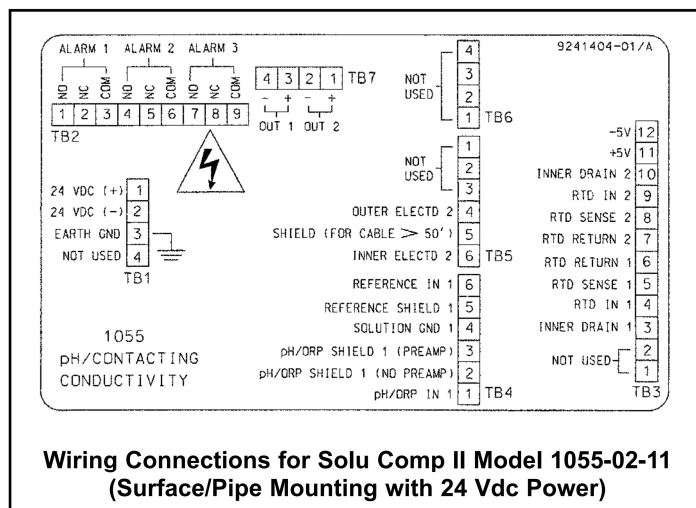 ALARM 1 ALARM 2 ALARM 3
NO NC COM NO NC COM NO NC COM
1 2 3 4 5 6 7 8 9
TB2
4 3 2 1 TB7
- + - +
OUT 1 OUT 2
9241404-01/A
NOT USED
4
3
2
1 TB6
24 VDC (+) 1
24 VDC (-) 2
EARTH GND 3
NOT USED 4
TB1
NOT USED
1
2
3
OUTER ELECTD 2 4
SHIELD (FOR CABLE > 50') 5
INNER ELECTD 2 6 TB5
REFERENCE IN 1 6
REFERENCE SHIELD 1 5
SOLUTION GND 1 4
pH/ORP SHIELD 1 (PREAMP) 3
pH/ORP SHIELD 1 (NO PREAMP) 2
pH/ORP IN 1 1 TB4
-5V 12
+5V 11
INNER DRAIN 2 10
RTD IN 2 9
RTD SENSE 2 8
RTD RETURN 2 7
RTD RETURN 1 6
RTD SENSE 1 5
RTD IN 1 4
INNER DRAIN 1 3
NOT USED 2
1
TB3
1055
pH/CONTACTING
CONDUCTIVITY
Wiring Connections for Solu Comp II Model 1055-02-11
(Surface/Pipe Mounting with 24 Vdc Power)